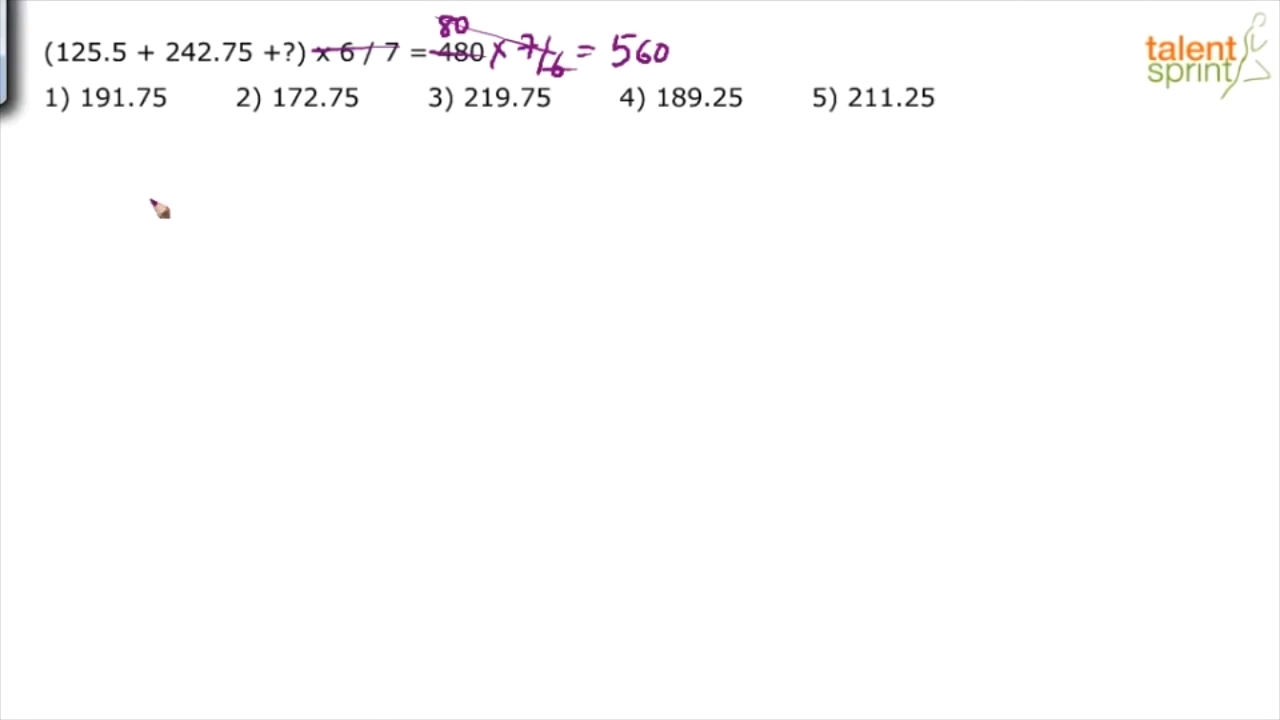 (125.5 + 242.75 +?) × 6 / 7 = 480 × 7/6 = 560
80
1) 191.75 2) 172.75 3) 219.75 4) 189.25 5) 211.25
talent
sprint